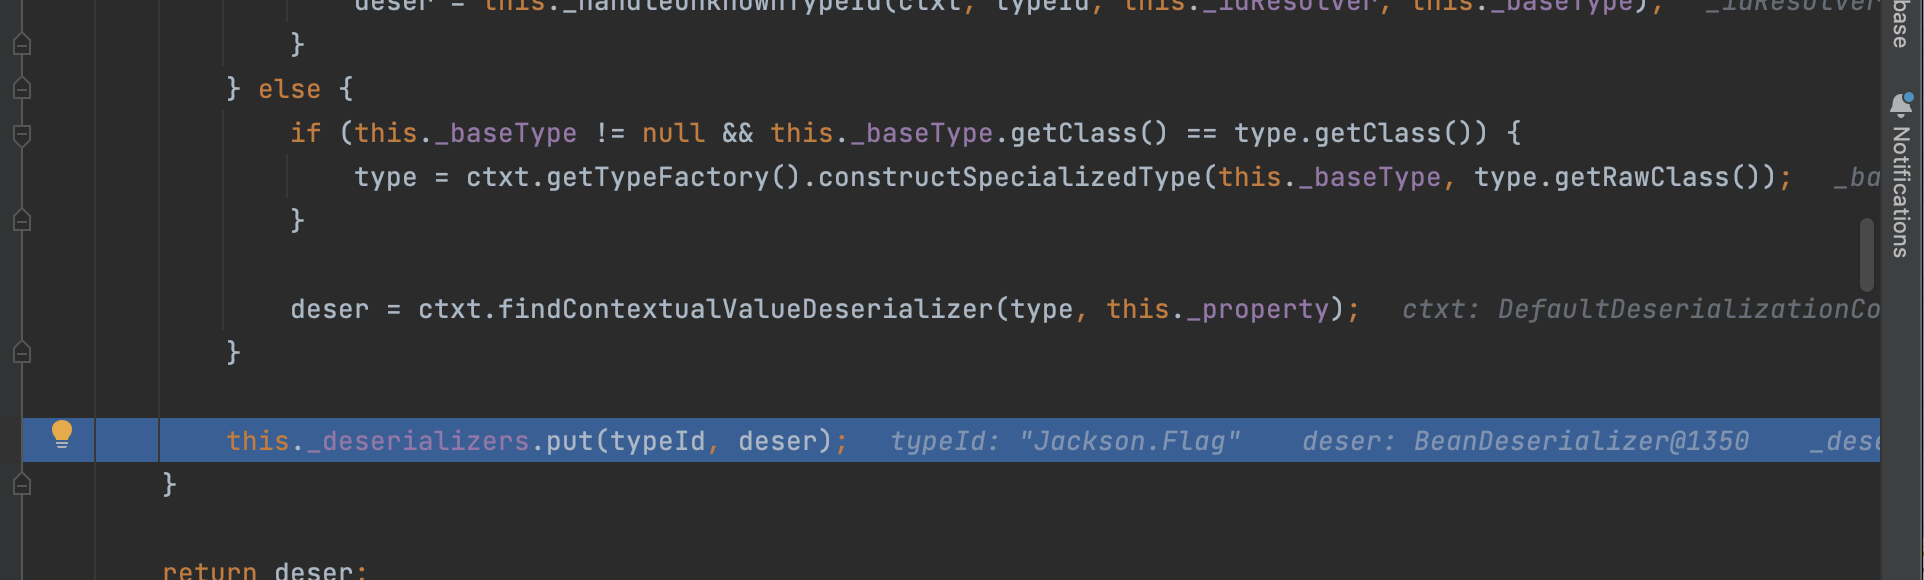 deser = this._handleUnknownTypeId(ctxt, typeId, this._idResolver, this._baseType);  _idResolver
}
} else {
if (this._baseType != null && this._baseType.getClass() == type.getClass()) {
type = ctxt.getTypeFactory().constructSpecializedType(this._baseType, type.getRawClass());  _ba
}
deser = ctxt.findContextualValueDeserializer(type, this._property);  ctxt: DefaultDeserializationCo
}
this._deserializers.put(typeId, deser);  typeId: "Jackson.Flag"  deser: BeanDeserializer@1350  _dese
}
return deser;
base
Notifications